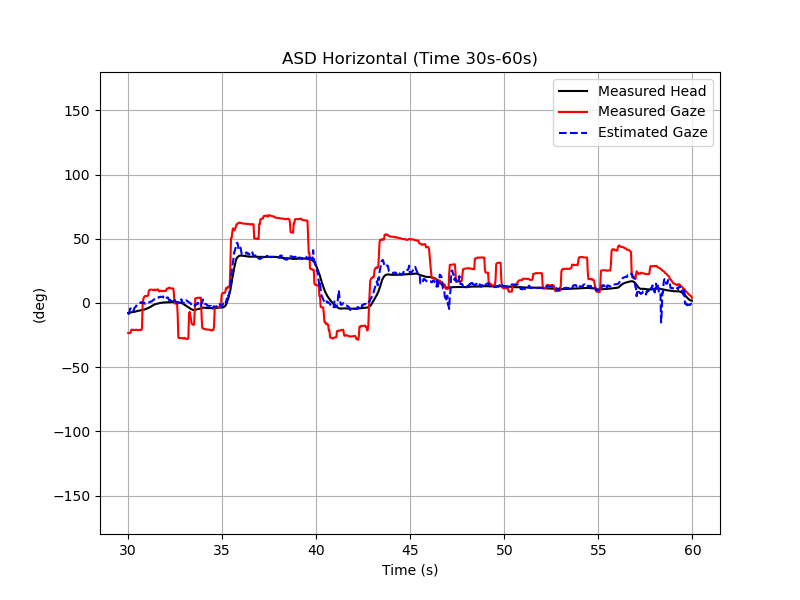 ASD Horizontal (Time 30s-60s)
Measured Head
Measured Gaze
Estimated Gaze
150
100
50
0
−50
−100
−150
(deg)
30 35 40 45 50 55 60
Time (s)